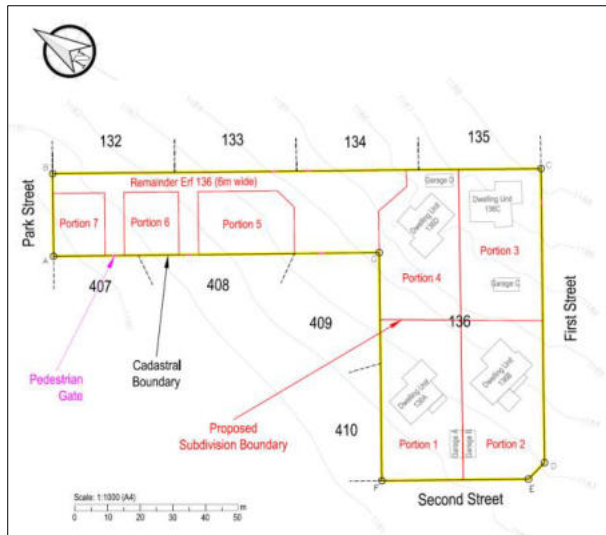 132
133
134
135
B
C
Remainder Erf 136 (6m wide)
Garage D
Dwelling Unit
136D
Dwelling Unit
136C
Park Street
Portion 7
Portion 6
Portion 5
Portion 4
Portion 3
Garage C
A
G
407
408
409
136
First Street
Pedestrian
Gate
Cadastral
Boundary
Proposed
Subdivision Boundary
410
Dwelling Unit
136A
Dwelling Unit
136B
Portion 1
Garage A
Garage B
Portion 2
D
F
E
Second Street
Scale: 1:1000 (A4)
0 10 20 30 40 50 m